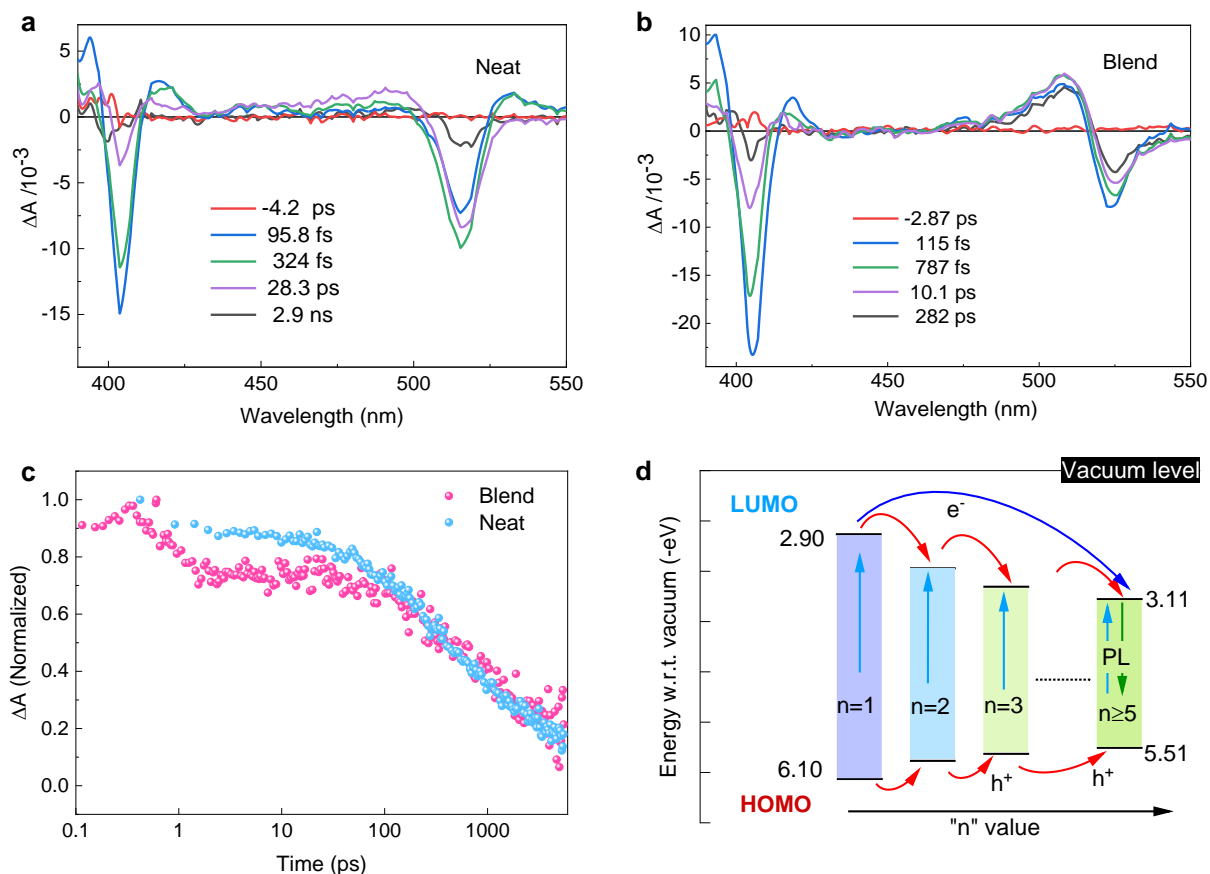 a
Neat
ΔA /10⁻³
5
0
-5
-10
-15
-4.2 ps
95.8 fs
324 fs
28.3 ps
2.9 ns
400
450
500
550
Wavelength (nm)
b
Blend
ΔA /10⁻³
10
5
0
-5
-10
-15
-20
-2.87 ps
115 fs
787 fs
10.1 ps
282 ps
400
450
500
550
Wavelength (nm)
c
ΔA (Normalized)
1.0
0.8
0.6
0.4
0.2
0.0
Blend
Neat
0.1
1
10
100
1000
Time (ps)
d
Vacuum level
Energy w.r.t. vacuum (-eV)
LUMO
e⁻
2.90
3.11
PL
n=1
n=2
n=3
n≥5
6.10
5.51
h⁺
h⁺
HOMO
"n" value